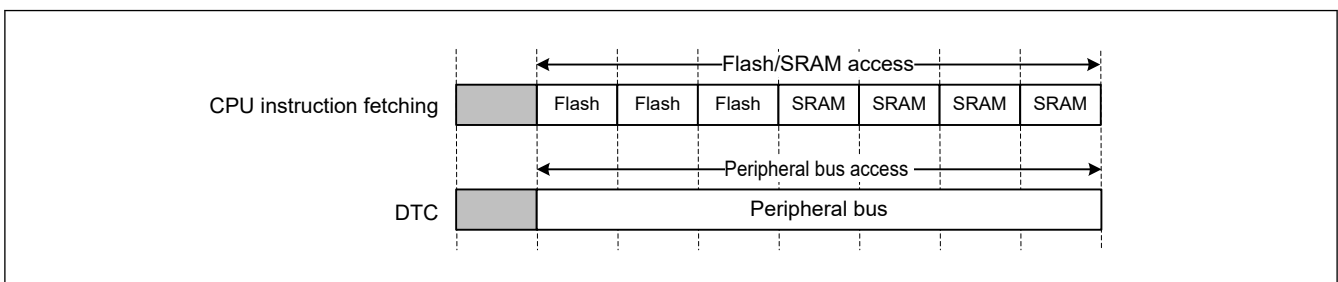 Flash/SRAM access
CPU instruction fetching Flash Flash Flash SRAM SRAM SRAM SRAM
Peripheral bus access
DTC Peripheral bus